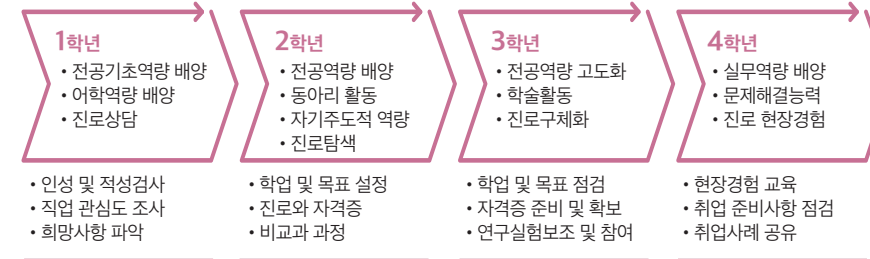 1학년
• 전공기초역량 배양
• 어학역량 배양
• 진로상담
• 인성 및 적성검사
• 직업 관심도 조사
• 희망사항 파악
2학년
• 전공역량 배양
• 동아리 활동
• 자기주도적 역량
• 진로탐색
• 학업 및 목표 설정
• 진로와 자격증
• 비교과 과정
3학년
• 전공역량 고도화
• 학술활동
• 진로구체화
• 학업 및 목표 점검
• 자격증 준비 및 확보
• 연구실험보조 및 참여
4학년
• 실무역량 배양
• 문제해결능력
• 진로 현장경험
• 현장경험 교육
• 취업 준비사항 점검
• 취업사례 공유